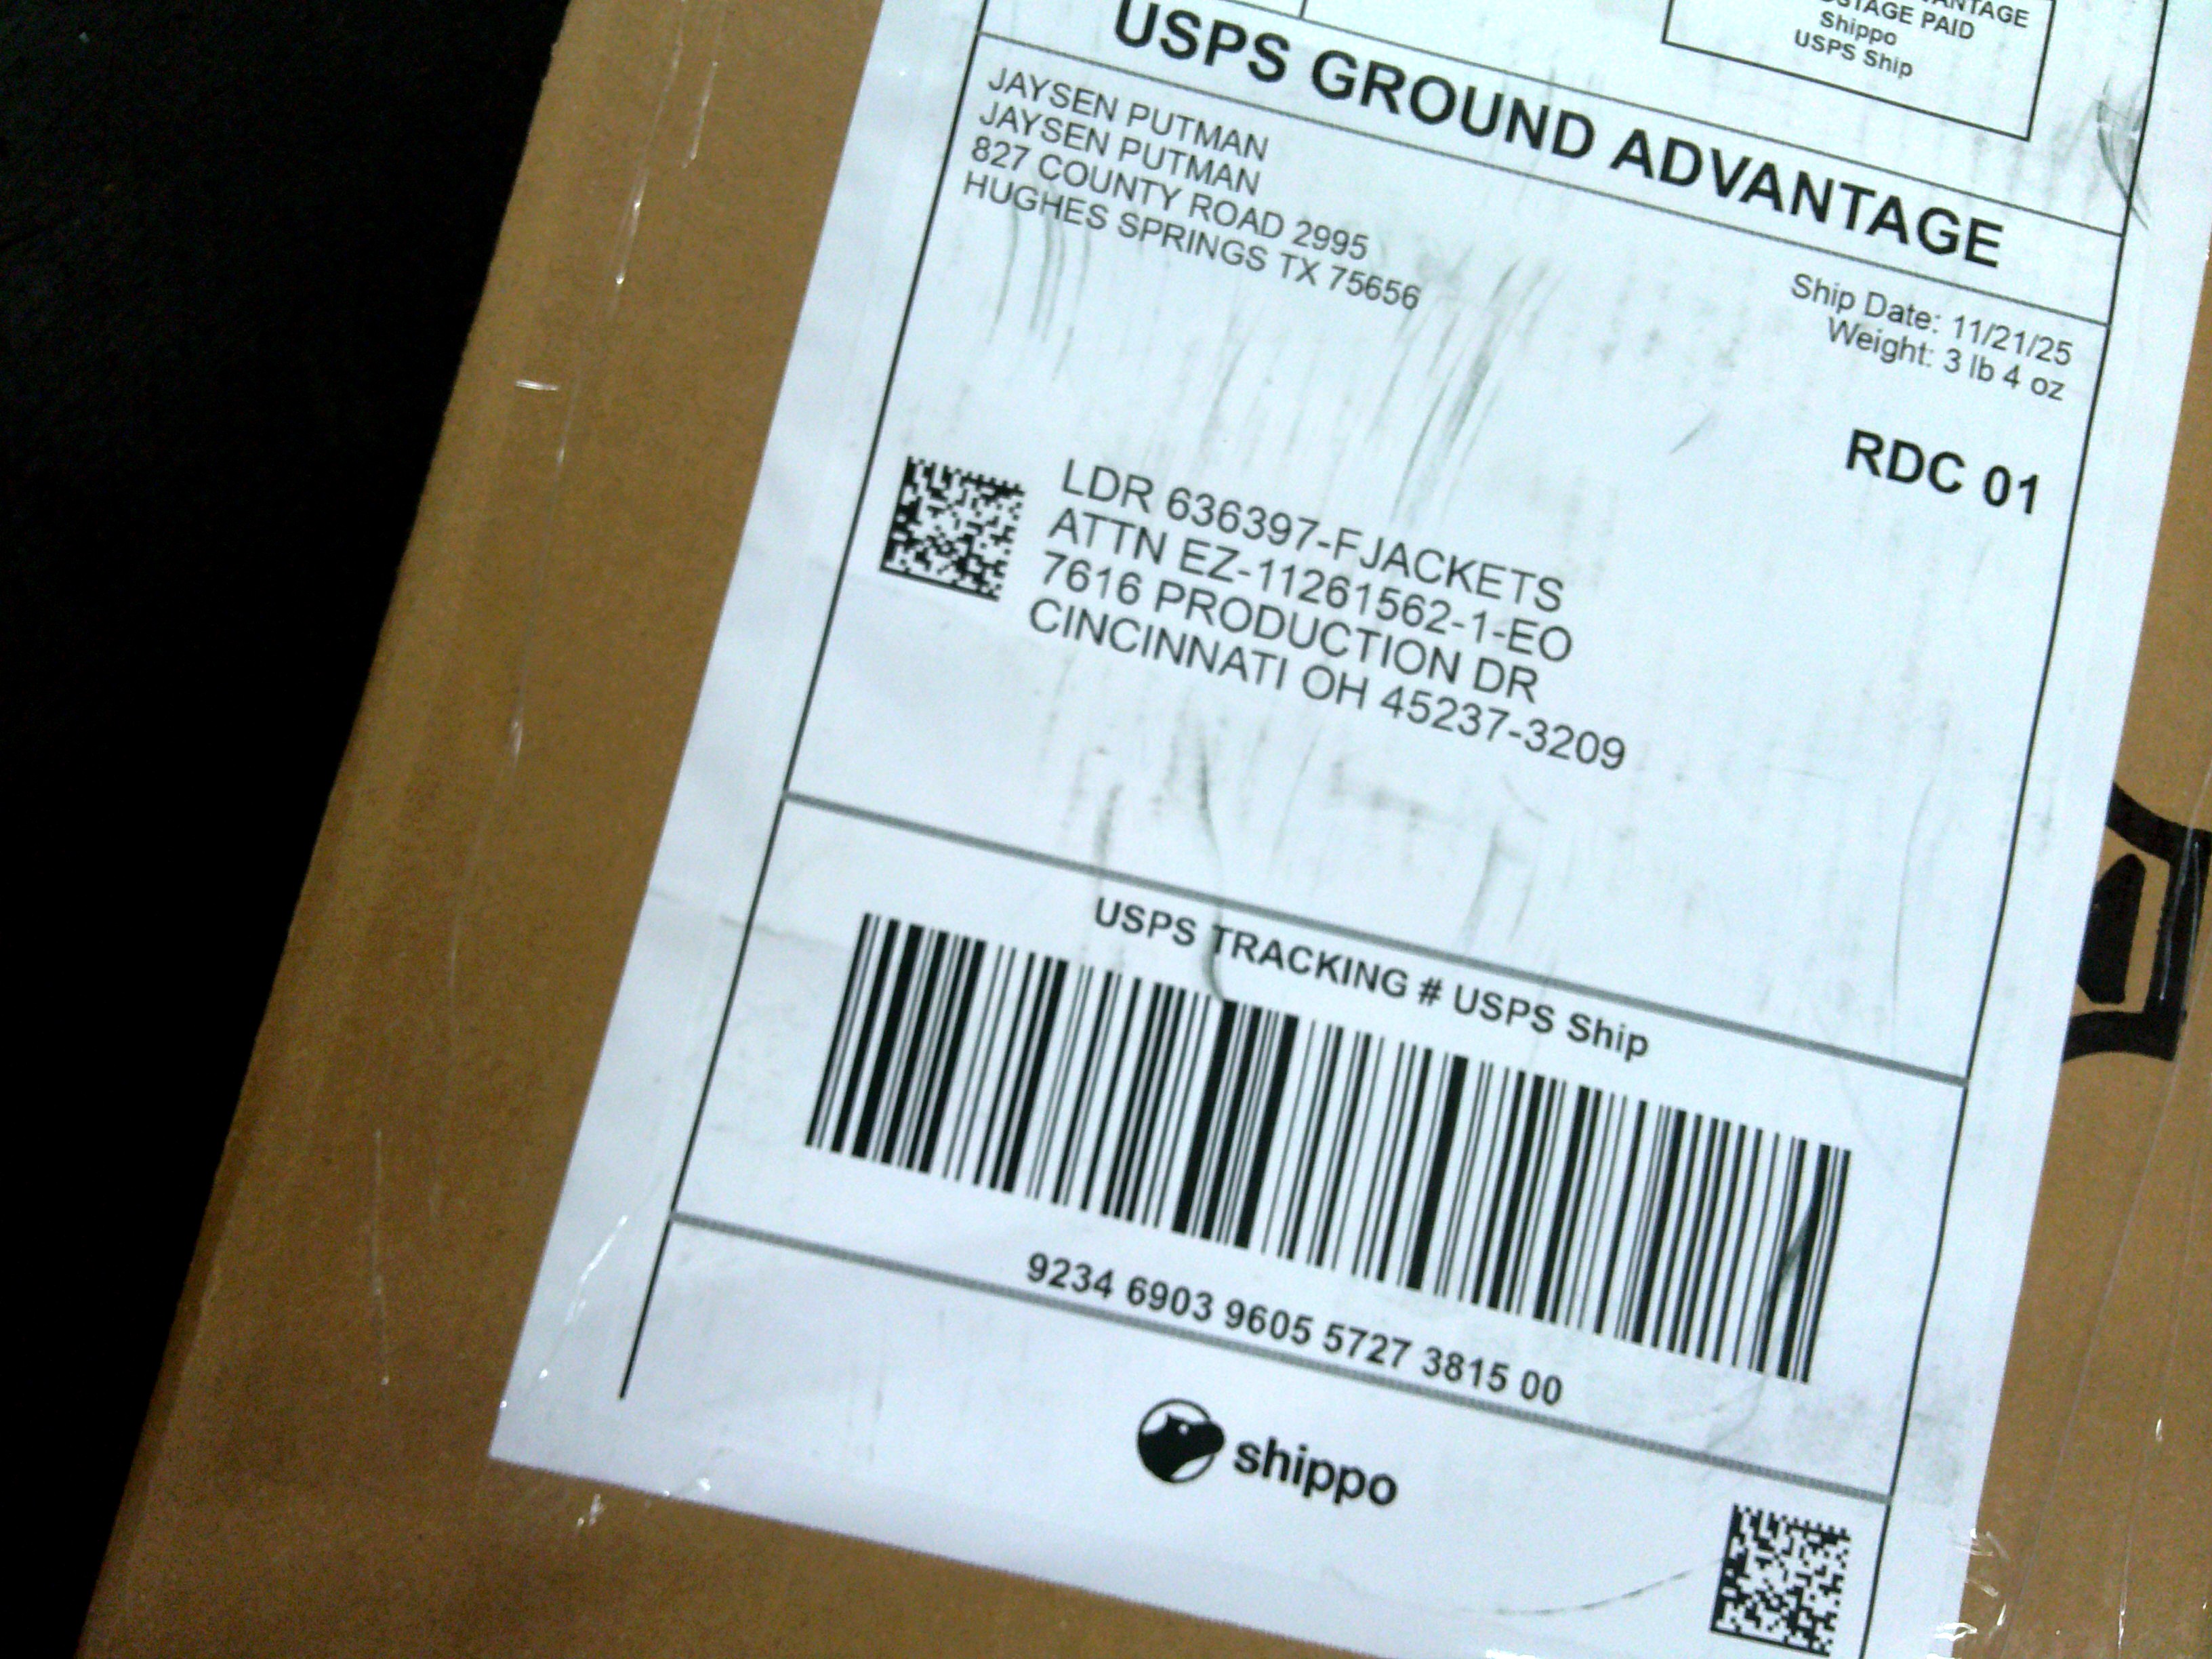 VANTAGE
STAGE PAID
Shippo
USPS Ship
USPS GROUND ADVANTAGE
JAYSEN PUTMAN
JAYSEN PUTMAN
827 COUNTY ROAD 2995
HUGHES SPRINGS TX 75656
Ship Date: 11/21/25
Weight: 3 lb 4 oz
RDC 01
LDR 636397-FJACKETS
ATTN EZ-11261562-1-EO
7616 PRODUCTION DR
CINCINNATI OH 45237-3209
USPS TRACKING # USPS Ship
9234 6903 9605 5727 3815 00
shippo